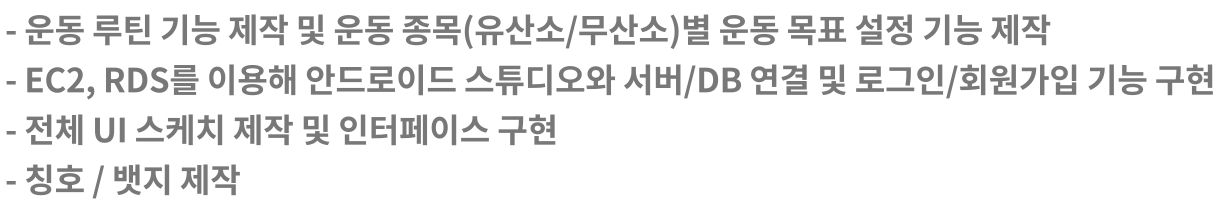 - 운동 루틴 기능 제작 및 운동 종목(유산소/무산소)별 운동 목표 설정 기능 제작
- EC2, RDS를 이용해 안드로이드 스튜디오와 서버/DB 연결 및 로그인/회원가입 기능 구현
- 전체 UI 스케치 제작 및 인터페이스 구현
- 칭호 / 뱃지 제작